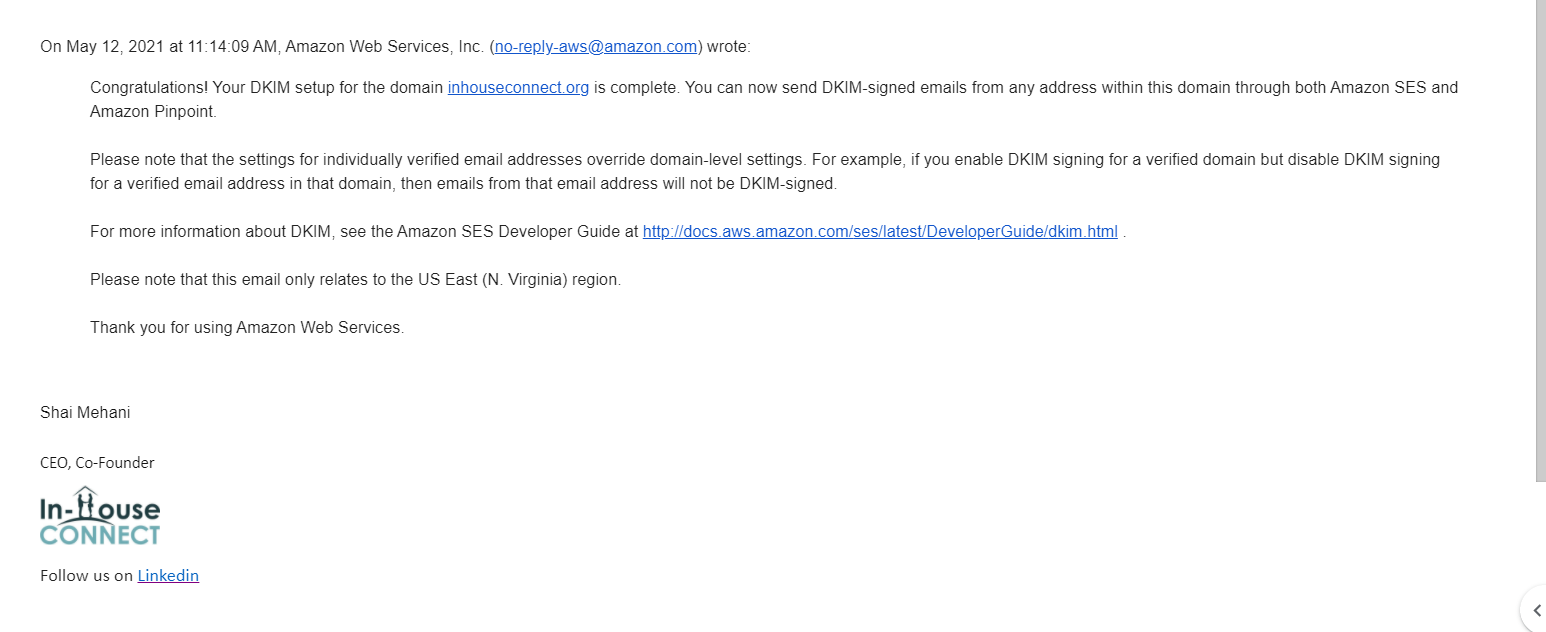 On May 12, 2021 at 11:14:09 AM, Amazon Web Services, Inc. (no-reply-aws@amazon.com) wrote:
Congratulations! Your DKIM setup for the domain inhouseconnect.org is complete. You can now send DKIM-signed emails from any address within this domain through both Amazon SES and
Amazon Pinpoint.
Please note that the settings for individually verified email addresses override domain-level settings. For example, if you enable DKIM signing for a verified domain but disable DKIM signing
for a verified email address in that domain, then emails from that email address will not be DKIM-signed.
For more information about DKIM, see the Amazon SES Developer Guide at http://docs.aws.amazon.com/ses/latest/DeveloperGuide/dkim.html .
Please note that this email only relates to the US East (N. Virginia) region.
Thank you for using Amazon Web Services.
Shai Mehani
CEO, Co-Founder
In-House
CONNECT
Follow us on Linkedin